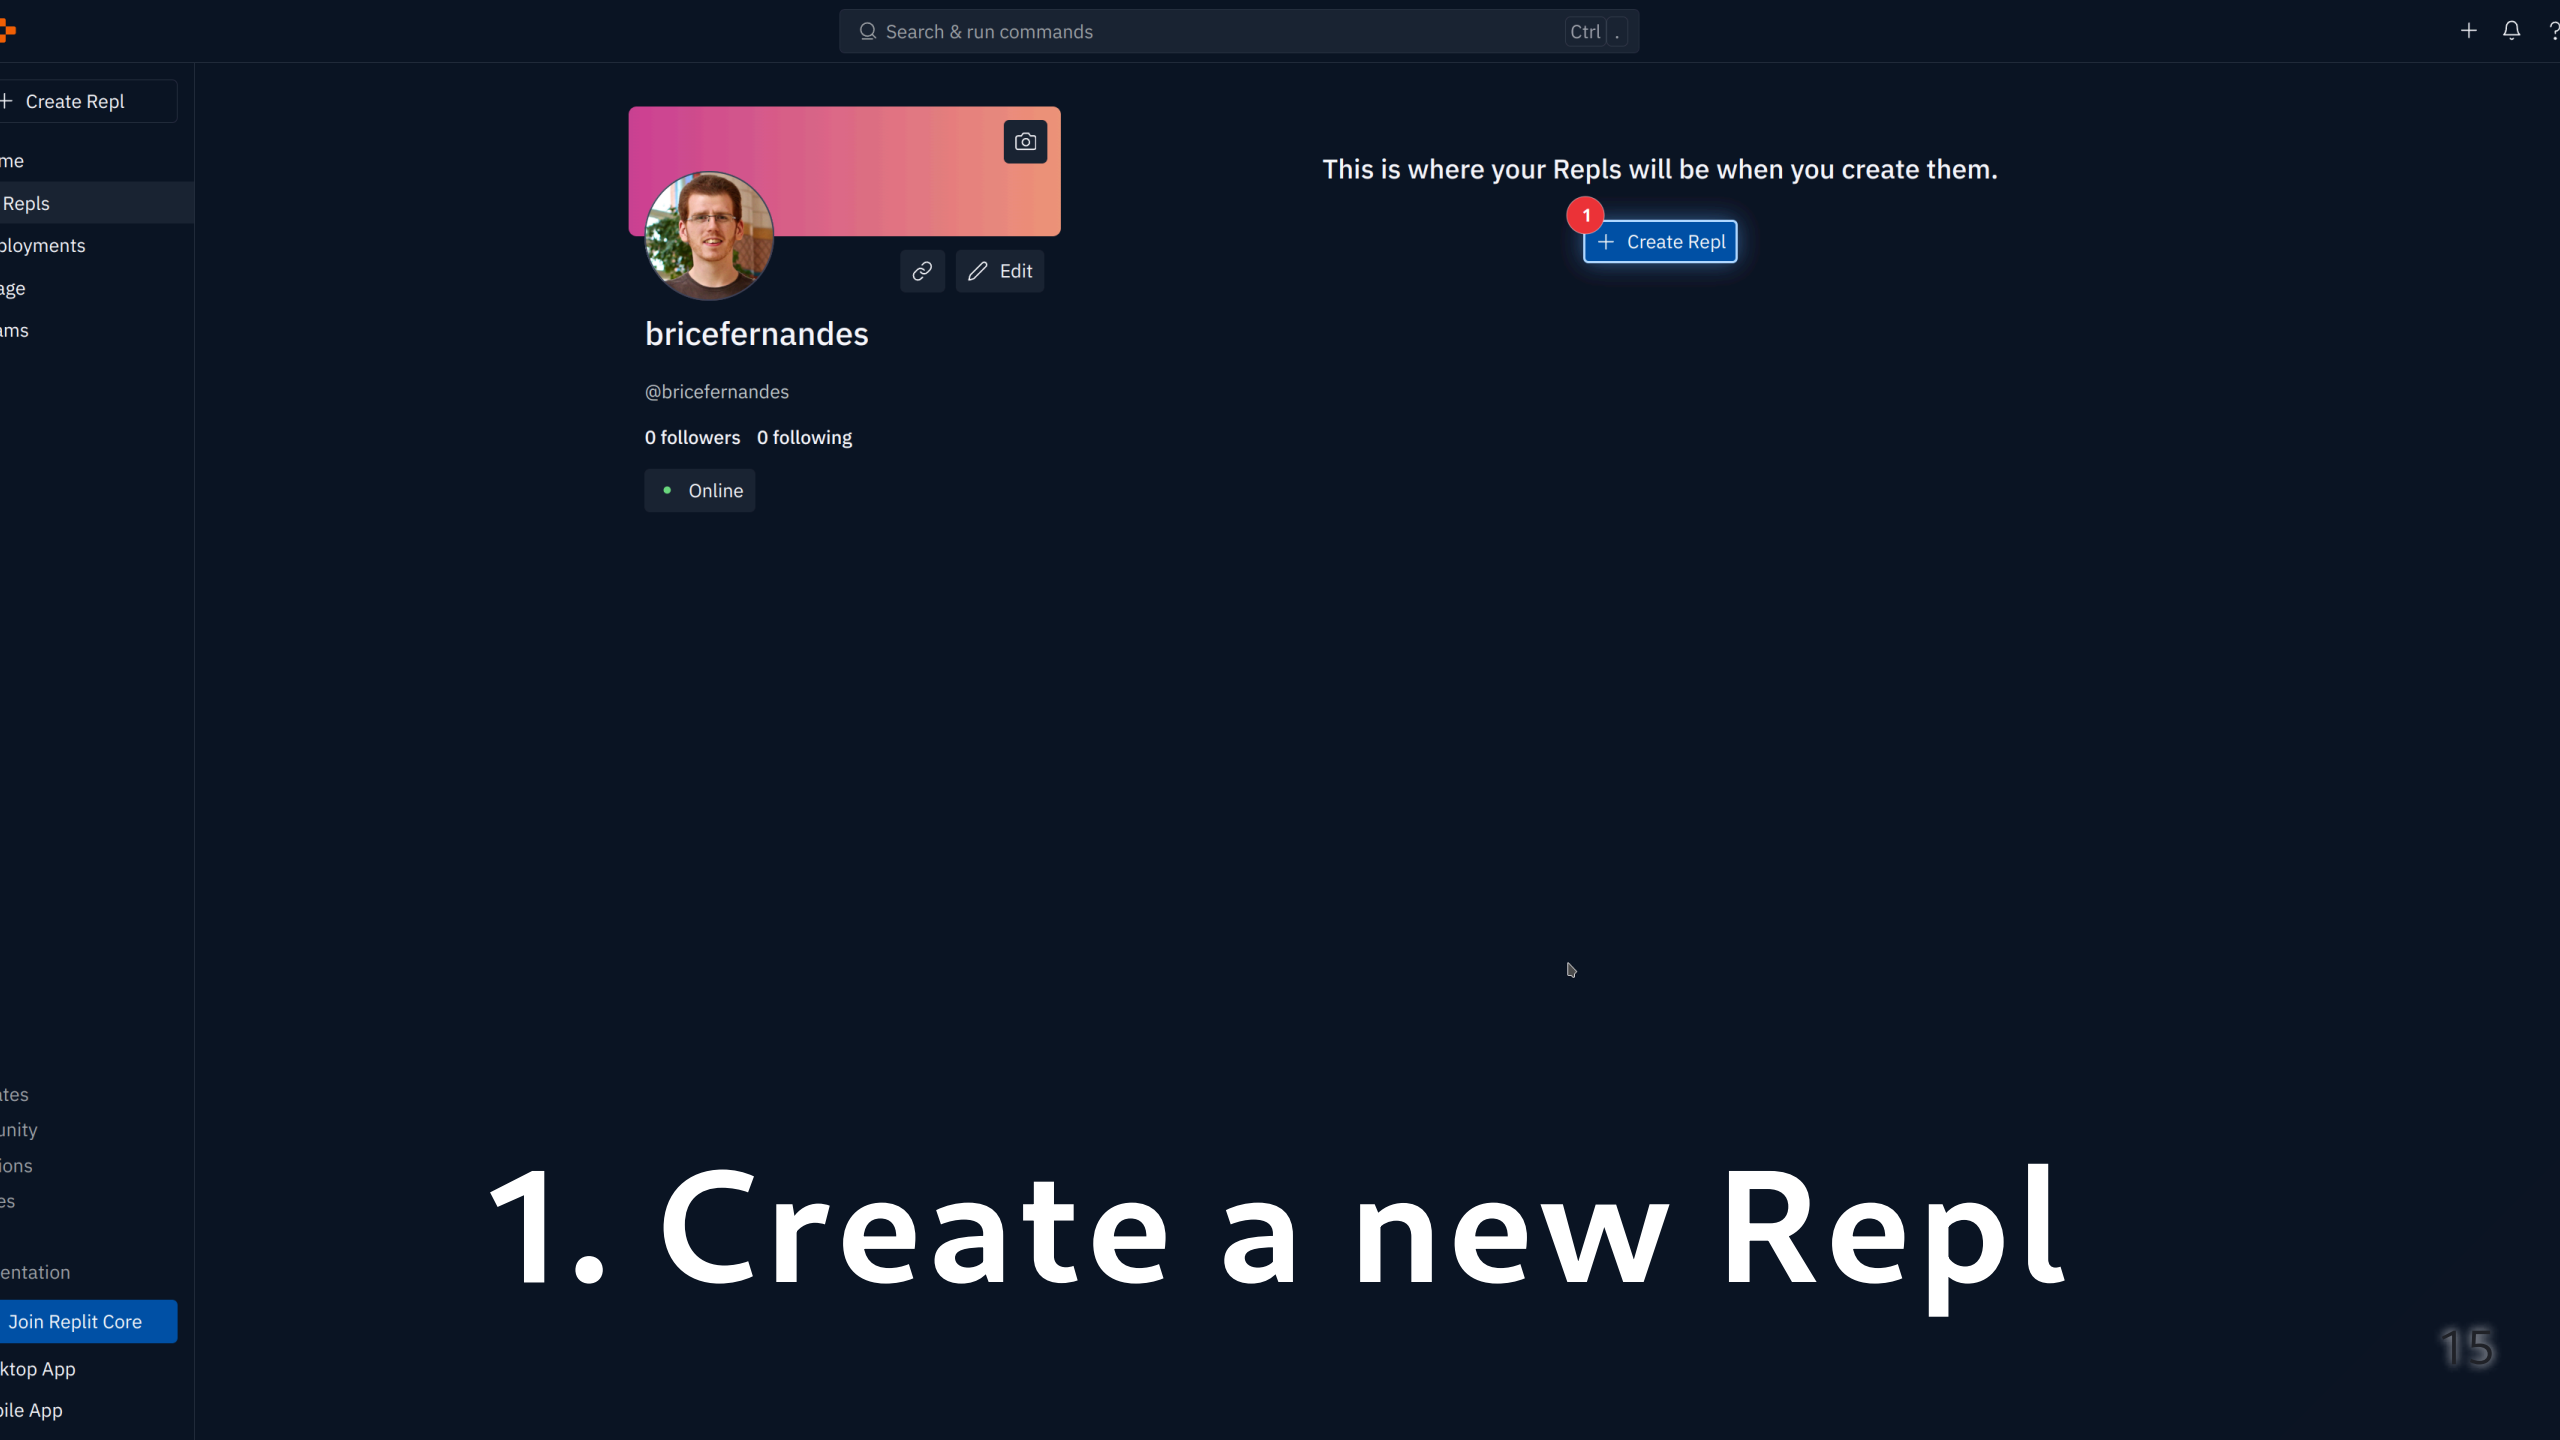 Search & run commands Ctrl .
?
Create Repl
me
Repls
ployments
age
ams
ates
unity
ions
es
entation
Join Replit Core
ktop App
bile App
Edit
bricefernandes
@bricefernandes
0 followers 0 following
Online
This is where your Repls will be when you create them.
1
Create Repl
1. Create a new Repl
15